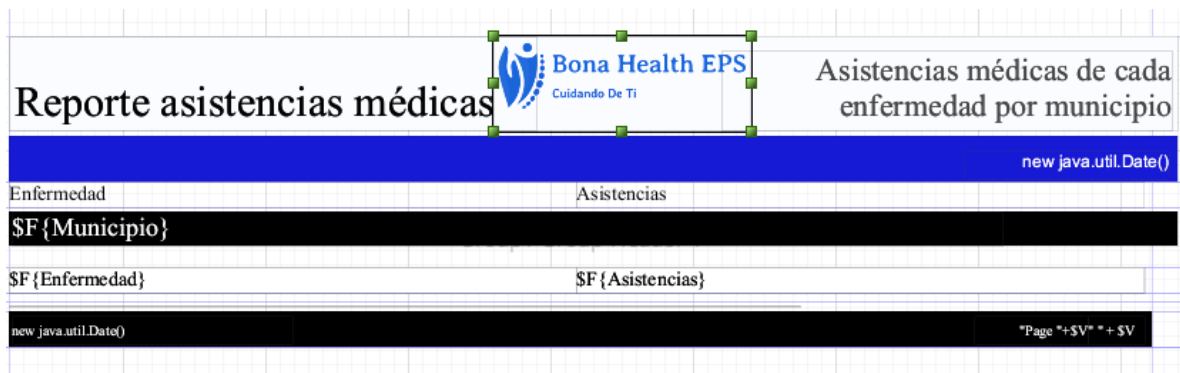 Reporte asistencias médicas
Bona Health EPS
Cuidando De Ti
Asistencias médicas de cada
enfermedad por municipio
new java.util.Date()
Enfermedad Asistencias
$F{Municipio}
$F{Enfermedad} $F{Asistencias}
new java.util.Date() "Page "+$V" " + $V